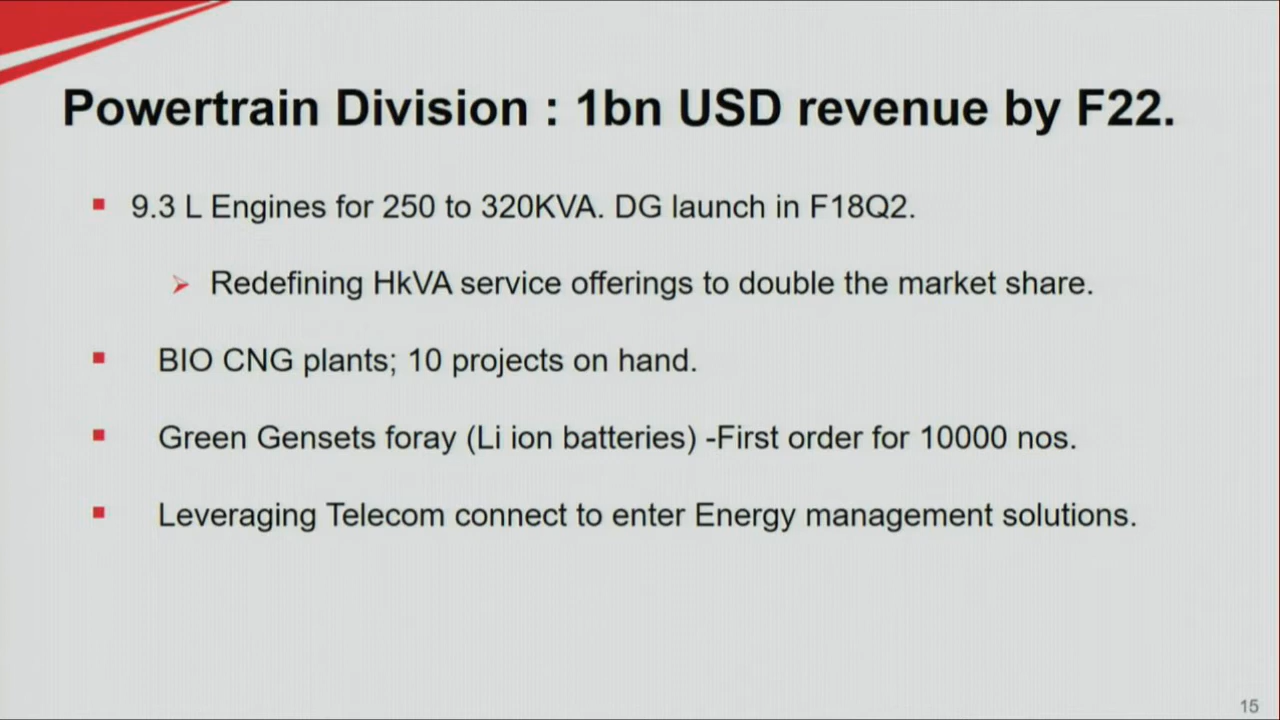 Powertrain Division : 1bn USD revenue by F22.
9.3 L Engines for 250 to 320KVA. DG launch in F18Q2.
Redefining HkVA service offerings to double the market share.
BIO CNG plants; 10 projects on hand.
Green Gensets foray (Li ion batteries) -First order for 10000 nos.
Leveraging Telecom connect to enter Energy management solutions.
15